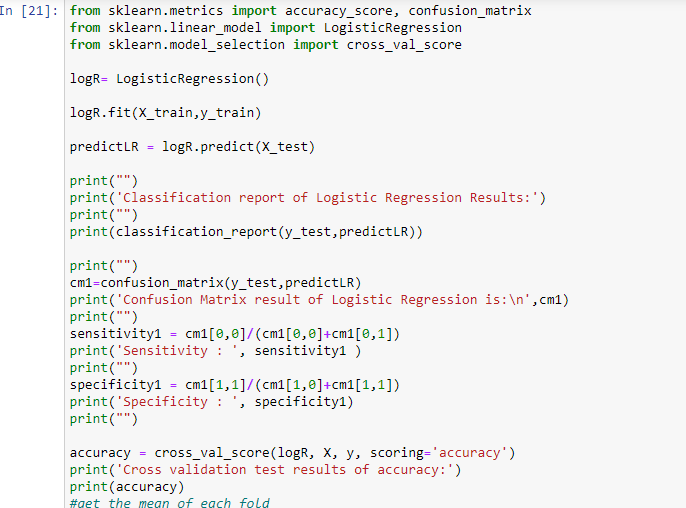 In [21]: from sklearn.metrics import accuracy_score, confusion_matrix
from sklearn.linear_model import LogisticRegression
from sklearn.model_selection import cross_val_score
logR= LogisticRegression()
logR.fit(X_train,y_train)
predictLR = logR.predict(X_test)
print("")
print('Classification report of Logistic Regression Results:')
print("")
print(classification_report(y_test,predictLR))
print("")
cm1=confusion_matrix(y_test,predictLR)
print('Confusion Matrix result of Logistic Regression is:\n',cm1)
print("")
sensitivity1 = cm1[0,0]/(cm1[0,0]+cm1[0,1])
print('Sensitivity : ', sensitivity1 )
print("")
specificity1 = cm1[1,1]/(cm1[1,0]+cm1[1,1])
print('Specificity : ', specificity1)
print("")
accuracy = cross_val_score(logR, X, y, scoring='accuracy')
print('Cross validation test results of accuracy:')
print(accuracy)
#get the mean of each fold